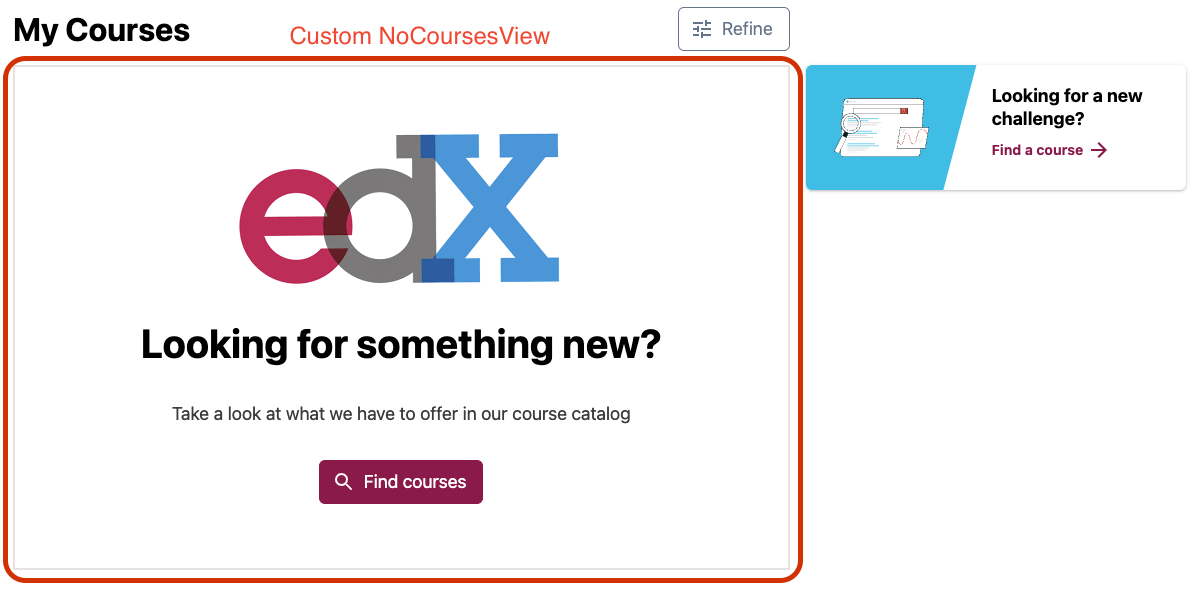 My Courses
Custom NoCoursesView
Refine
edX
Looking for something new?
Take a look at what we have to offer in our course catalog
Find courses
Looking for a new
challenge?
Find a course